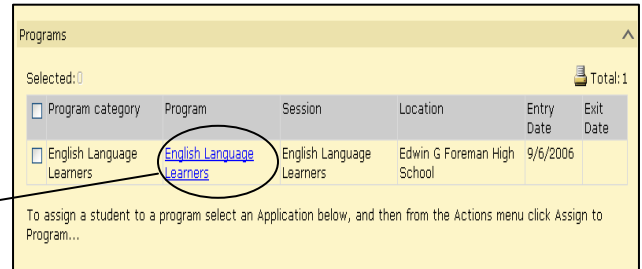 Programs
Selected: 0 Total: 1
Program category Program Session Location Entry Date Exit Date
English Language Learners English Language Learners English Language Learners Edwin G Foreman High School 9/6/2006
To assign a student to a program select an Application below, and then from the Actions menu click Assign to
Program...